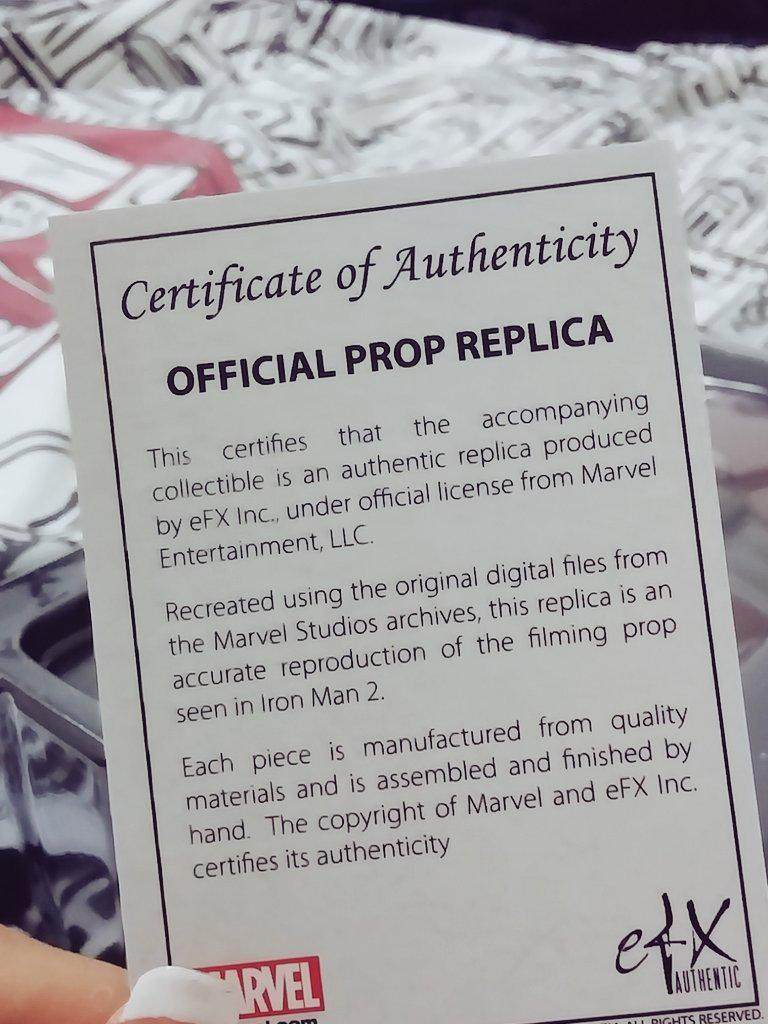 Certificate of Authenticity
OFFICIAL PROP REPLICA
This certifies that the accompanying
collectible is an authentic replica produced
by eFX Inc., under official license from Marvel
Entertainment, LLC.
Recreated using the original digital files from
the Marvel Studios archives, this replica is an
accurate reproduction of the filming prop
seen in Iron Man 2.
Each piece is manufactured from quality
materials and is assembled and finished by
hand. The copyright of Marvel and eFX Inc.
certifies its authenticity
eFX
AUTHENTIC
MARVEL
ALL RIGHTS RESERVED.